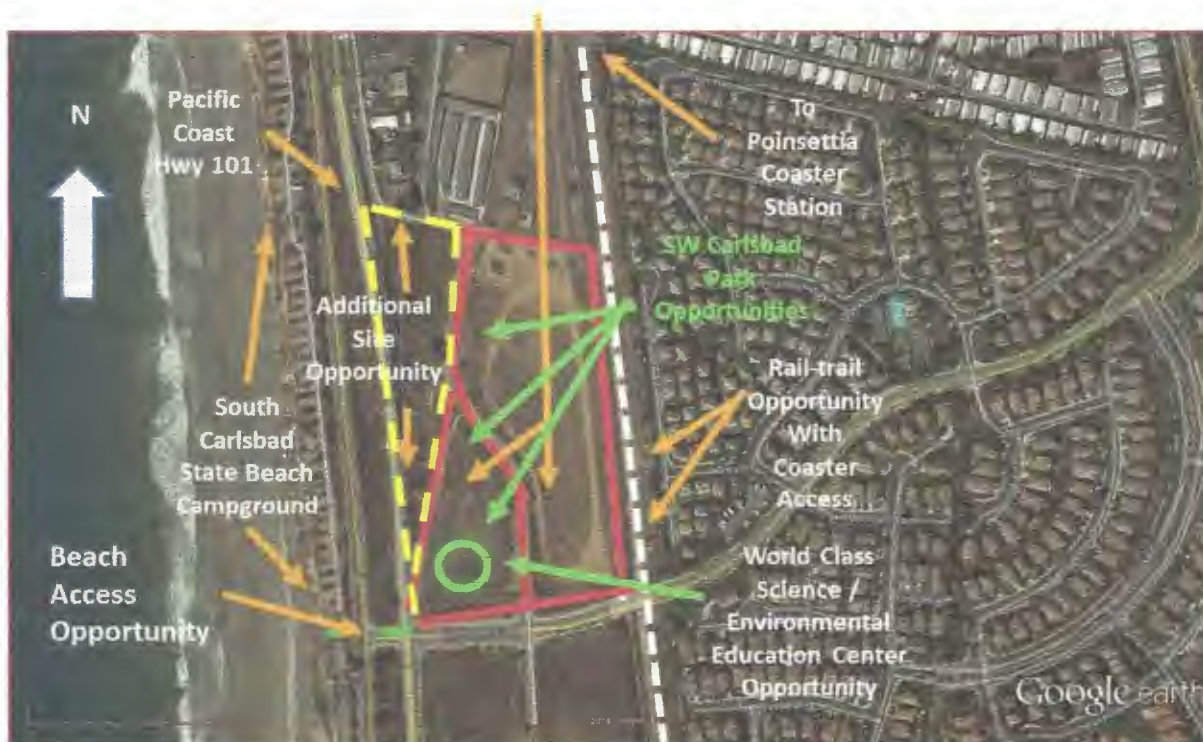 N
Pacific
Coast
Hwy 101
To
Poinsettia
Coaster
Station
SW Carlsbad
Park
Opportunities
Additional
Site
Opportunity
Rail-trail
Opportunity
With
Coaster
Access
South
Carlsbad
State Beach
Campground
Beach
Access
Opportunity
World Class
Science /
Environmental
Education Center
Opportunity
Google earth